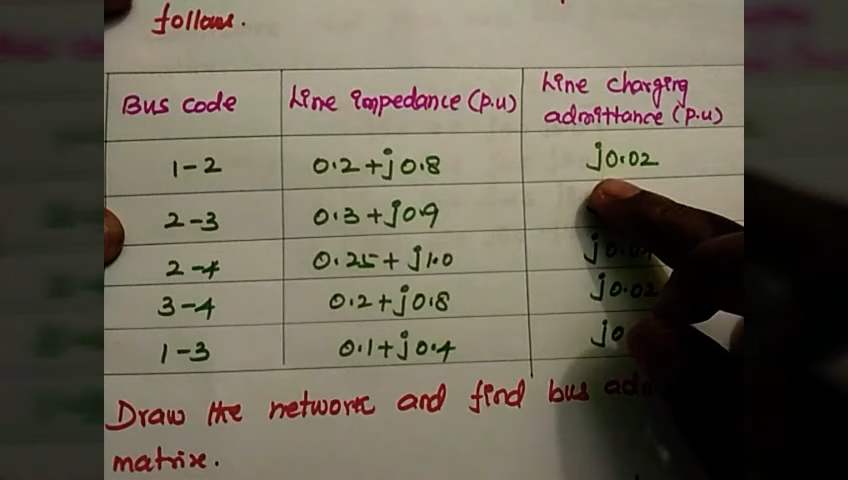 follows.
Bus code Line impedance (p.u) Line charging admittance (p.u)
1-2 0.2+j0.8 j0.02
2-3 0.3+j0.9
2-4 0.25+j1.0
3-4 0.2+j0.8 j0.02
1-3 0.1+j0.4
Draw the network and find bus
matrix.